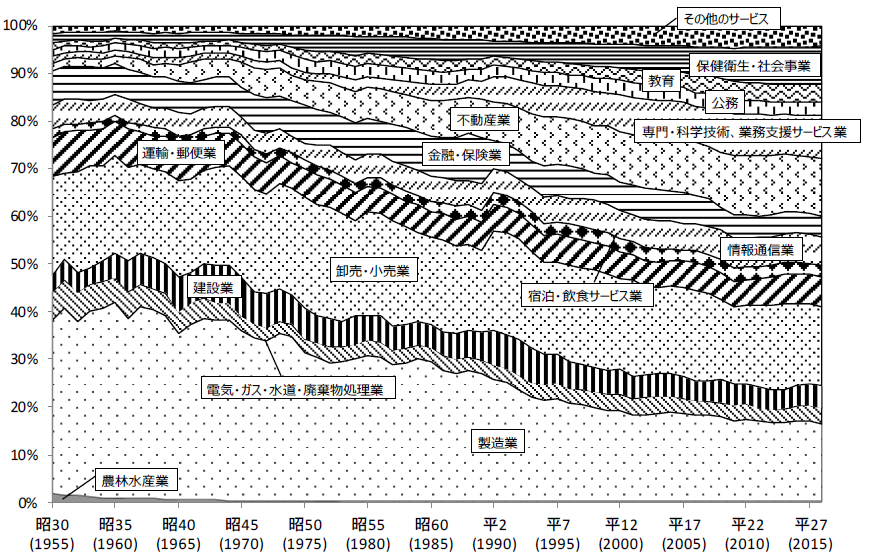 その他のサービス
100%
保健衛生・社会事業
90%
教育
公務
不動産業
専門・科学技術、業務支援サービス業
80%
運輸・郵便業
金融・保険業
70%
60%
情報通信業
50%
卸売・小売業
建設業
宿泊・飲食サービス業
40%
30%
電気・ガス・水道・廃棄物処理業
20%
製造業
10%
農林水産業
0%
昭30 昭35 昭40 昭45 昭50 昭55 昭60 平2 平7 平12 平17 平22 平27
(1955) (1960) (1965) (1970) (1975) (1980) (1985) (1990) (1995) (2000) (2005) (2010) (2015)